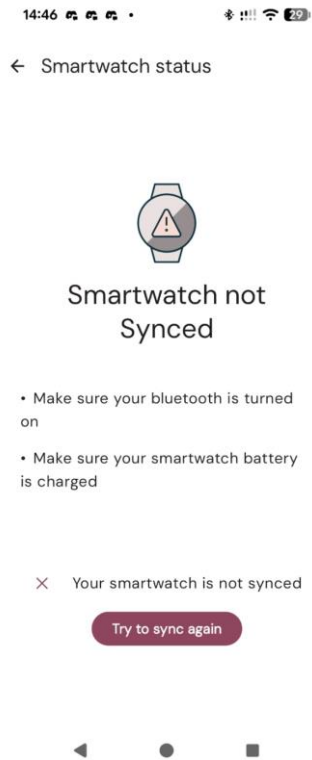 14:46
29
Smartwatch status
Smartwatch not
Synced
• Make sure your bluetooth is turned
on
• Make sure your smartwatch battery
is charged
Your smartwatch is not synced
Try to sync again